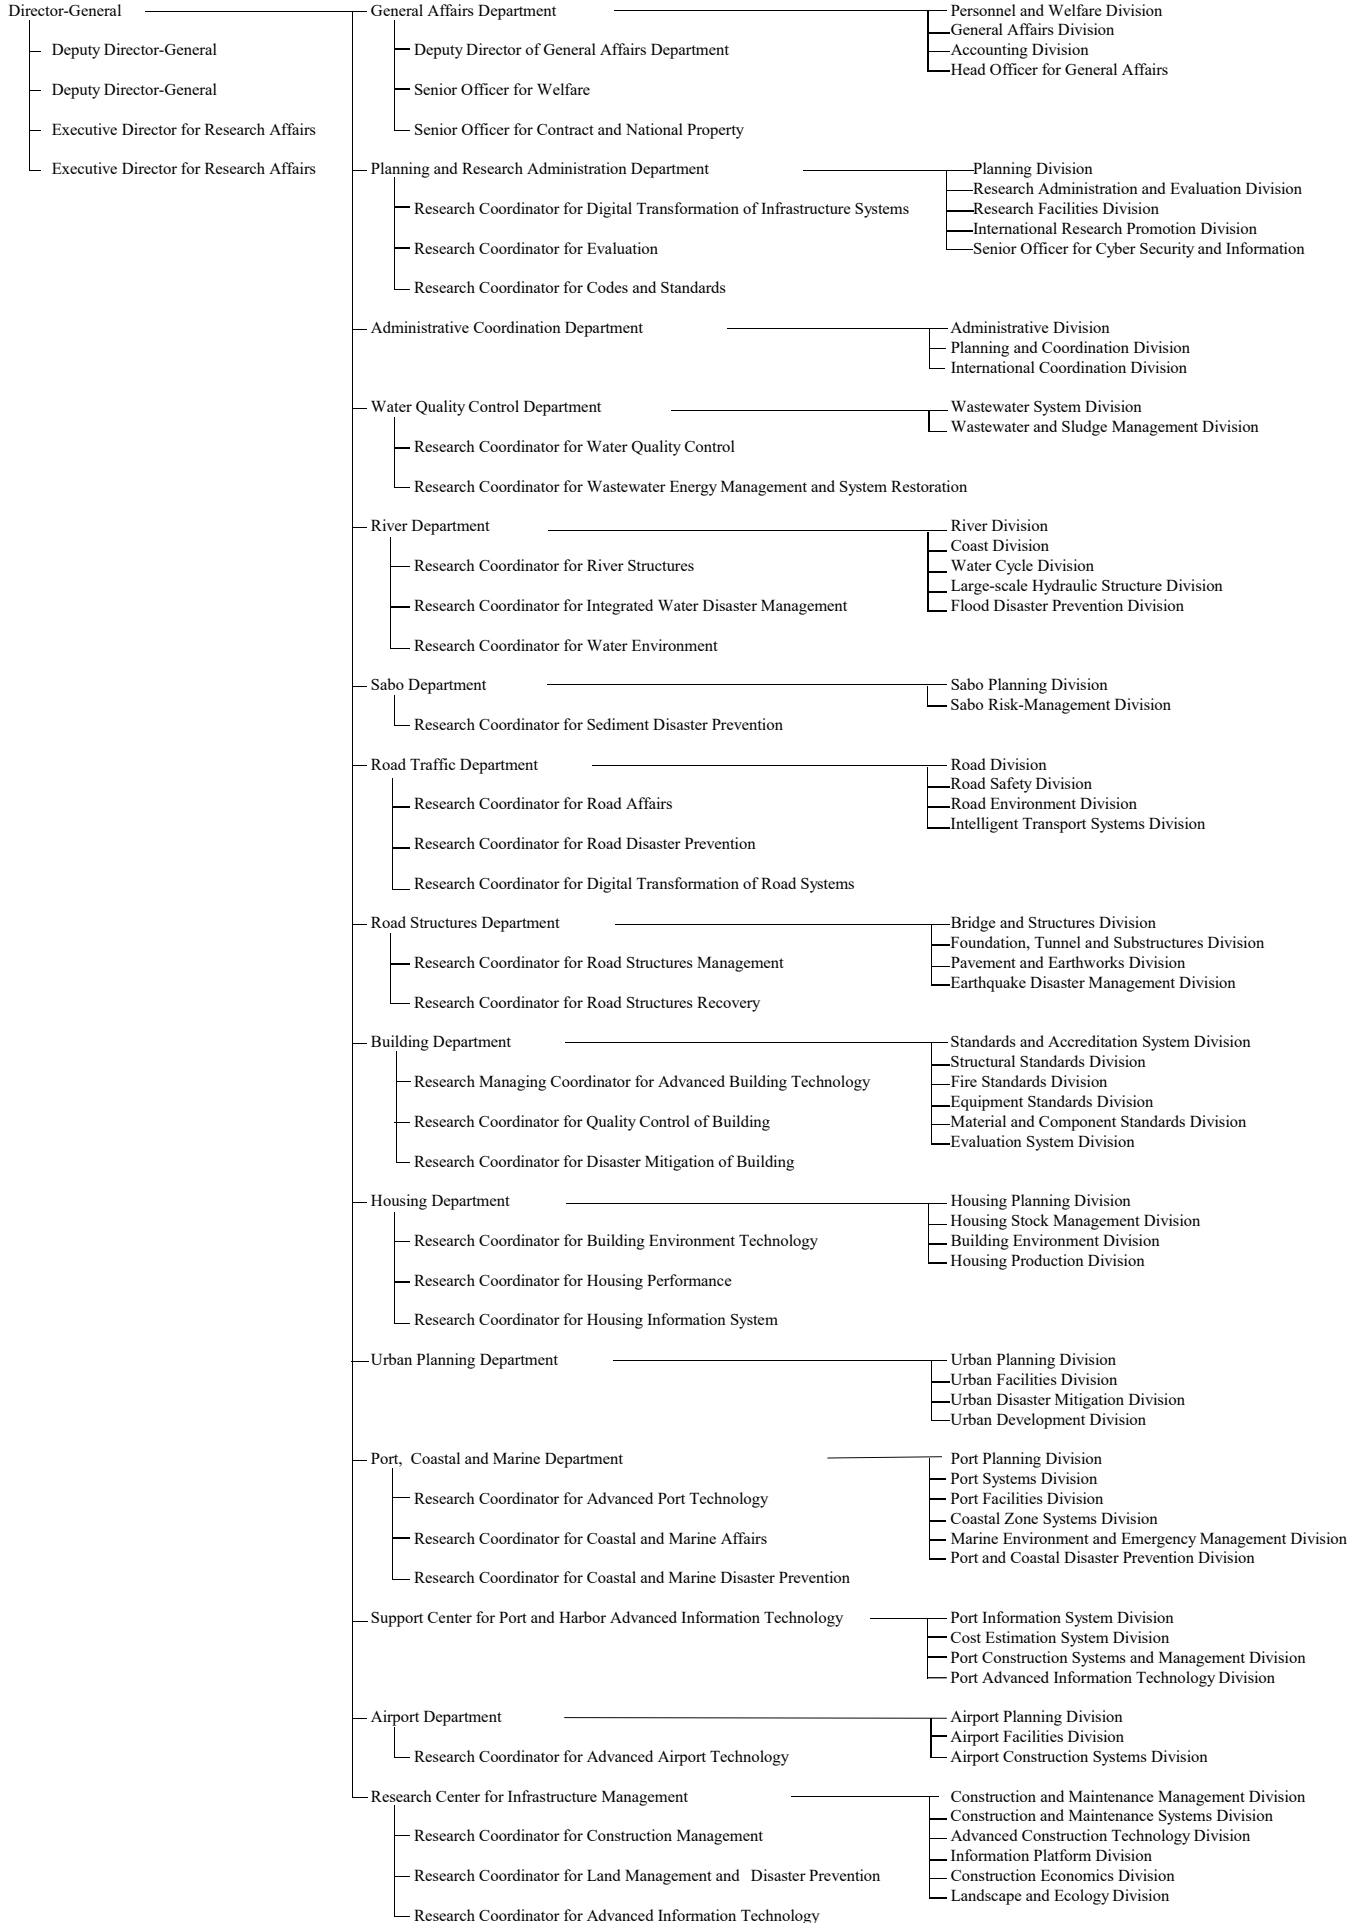 Director-General
Deputy Director-General
Deputy Director-General
Executive Director for Research Affairs
Executive Director for Research Affairs
General Affairs Department
Deputy Director of General Affairs Department
Senior Officer for Welfare
Senior Officer for Contract and National Property
Personnel and Welfare Division
General Affairs Division
Accounting Division
Head Officer for General Affairs
Planning and Research Administration Department
Research Coordinator for Digital Transformation of Infrastructure Systems
Research Coordinator for Evaluation
Research Coordinator for Codes and Standards
Planning Division
Research Administration and Evaluation Division
Research Facilities Division
International Research Promotion Division
Senior Officer for Cyber Security and Information
Administrative Coordination Department
Administrative Division
Planning and Coordination Division
International Coordination Division
Water Quality Control Department
Research Coordinator for Water Quality Control
Research Coordinator for Wastewater Energy Management and System Restoration
Wastewater System Division
Wastewater and Sludge Management Division
River Department
Research Coordinator for River Structures
Research Coordinator for Integrated Water Disaster Management
Research Coordinator for Water Environment
River Division
Coast Division
Water Cycle Division
Large-scale Hydraulic Structure Division
Flood Disaster Prevention Division
Sabo Department
Research Coordinator for Sediment Disaster Prevention
Sabo Planning Division
Sabo Risk-Management Division
Road Traffic Department
Research Coordinator for Road Affairs
Research Coordinator for Road Disaster Prevention
Research Coordinator for Digital Transformation of Road Systems
Road Division
Road Safety Division
Road Environment Division
Intelligent Transport Systems Division
Road Structures Department
Research Coordinator for Road Structures Management
Research Coordinator for Road Structures Recovery
Bridge and Structures Division
Foundation, Tunnel and Substructures Division
Pavement and Earthworks Division
Earthquake Disaster Management Division
Building Department
Research Managing Coordinator for Advanced Building Technology
Research Coordinator for Quality Control of Building
Research Coordinator for Disaster Mitigation of Building
Standards and Accreditation System Division
Structural Standards Division
Fire Standards Division
Equipment Standards Division
Material and Component Standards Division
Evaluation System Division
Housing Department
Research Coordinator for Building Environment Technology
Research Coordinator for Housing Performance
Research Coordinator for Housing Information System
Housing Planning Division
Housing Stock Management Division
Building Environment Division
Housing Production Division
Urban Planning Department
Urban Planning Division
Urban Facilities Division
Urban Disaster Mitigation Division
Urban Development Division
Port, Coastal and Marine Department
Research Coordinator for Advanced Port Technology
Research Coordinator for Coastal and Marine Affairs
Research Coordinator for Coastal and Marine Disaster Prevention
Port Planning Division
Port Systems Division
Port Facilities Division
Coastal Zone Systems Division
Marine Environment and Emergency Management Division
Port and Coastal Disaster Prevention Division
Support Center for Port and Harbor Advanced Information Technology
Port Information System Division
Cost Estimation System Division
Port Construction Systems and Management Division
Port Advanced Information Technology Division
Airport Department
Research Coordinator for Advanced Airport Technology
Airport Planning Division
Airport Facilities Division
Airport Construction Systems Division
Research Center for Infrastructure Management
Research Coordinator for Construction Management
Research Coordinator for Land Management and Disaster Prevention
Research Coordinator for Advanced Information Technology
Construction and Maintenance Management Division
Construction and Maintenance Systems Division
Advanced Construction Technology Division
Information Platform Division
Construction Economics Division
Landscape and Ecology Division